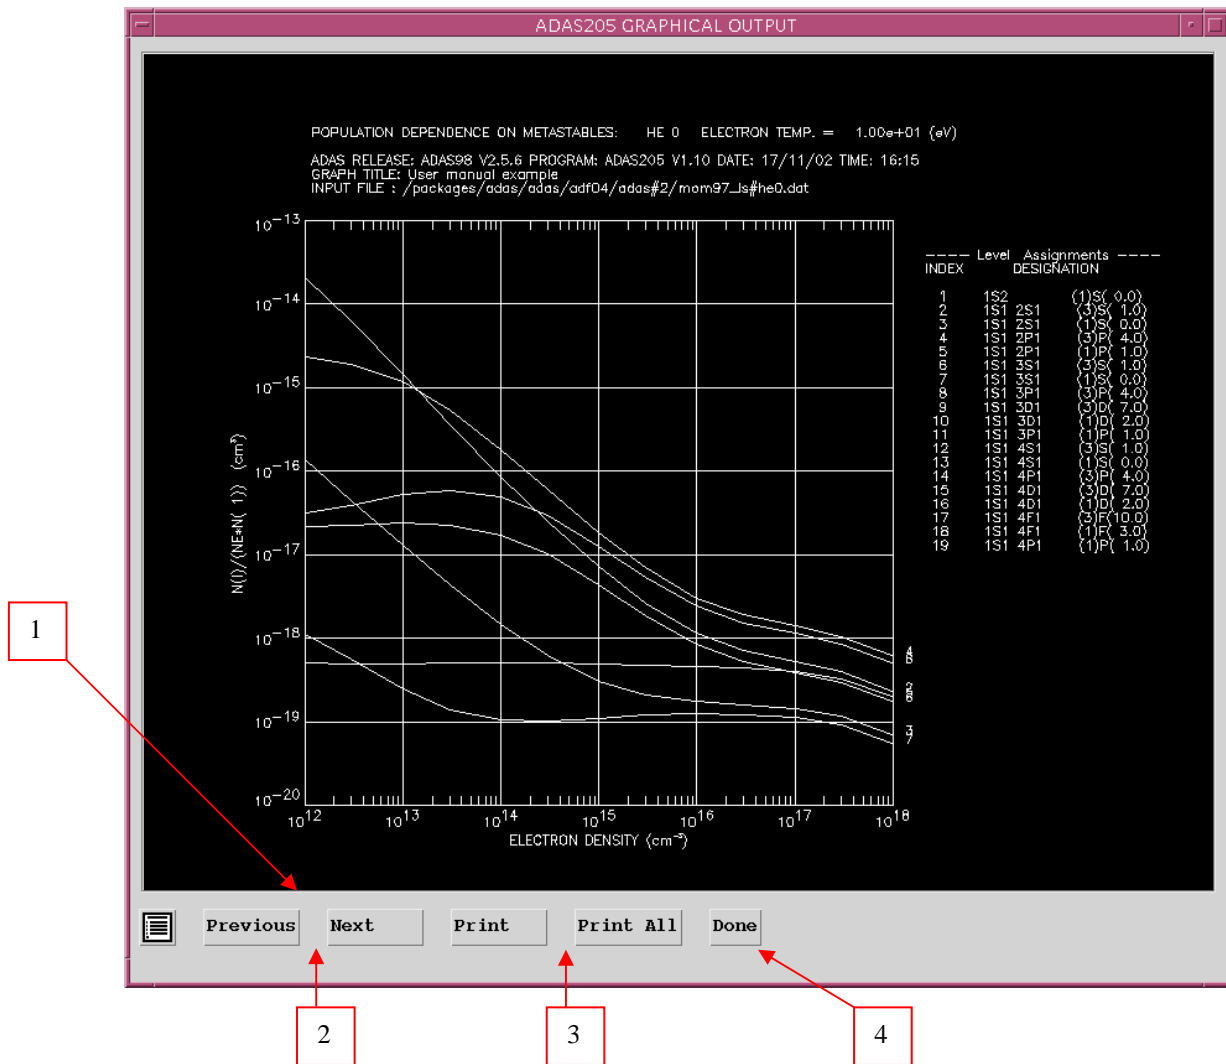 ADAS205 GRAPHICAL OUTPUT
POPULATION DEPENDENCE ON METASTABLES: HE 0 ELECTRON TEMP. = 1.00e+01 (eV)
ADAS RELEASE: ADAS98 V2.5.6 PROGRAM: ADAS205 V1.10 DATE: 17/11/02 TIME: 16:15
GRAPH TITLE: User manual example
INPUT FILE : /packages/adas/adas/adf04/adas#2/mom97_ls#he0.dat
---- Level Assignments ----
INDEX DESIGNATION
1 1S2 (1)S( 0.0)
2 1S1 2S1 (3)S( 1.0)
3 1S1 2S1 (1)S( 0.0)
4 1S1 2P1 (3)P( 4.0)
5 1S1 2P1 (1)P( 1.0)
6 1S1 3S1 (3)S( 1.0)
7 1S1 3S1 (1)S( 0.0)
8 1S1 3P1 (3)P( 4.0)
9 1S1 3D1 (3)D( 7.0)
10 1S1 3D1 (1)D( 2.0)
11 1S1 3P1 (1)P( 1.0)
12 1S1 4S1 (3)S( 1.0)
13 1S1 4S1 (1)S( 0.0)
14 1S1 4P1 (3)P( 4.0)
15 1S1 4D1 (3)D( 7.0)
16 1S1 4D1 (1)D( 2.0)
17 1S1 4F1 (3)F(10.0)
18 1S1 4F1 (1)F( 3.0)
19 1S1 4P1 (1)P( 1.0)
N(I)/(NE*N( 1)) (cm³)
10⁻¹³
10⁻¹⁴
10⁻¹⁵
10⁻¹⁶
10⁻¹⁷
10⁻¹⁸
10⁻¹⁹
10⁻²⁰
4
2
6
3
7
10¹² 10¹³ 10¹⁴ 10¹⁵ 10¹⁶ 10¹⁷ 10¹⁸
ELECTRON DENSITY (cm⁻³)
1
Previous Next Print Print All Done
2 3 4